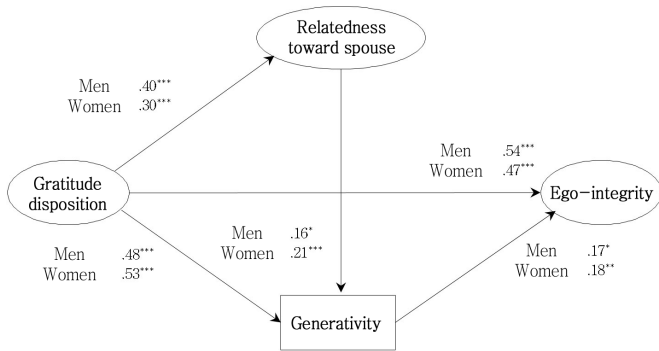 Relatedness
toward spouse
Men .40***
Women .30***
Men .54***
Women .47***
Gratitude
disposition
Ego-integrity
Men .48***
Women .53***
Men .16*
Women .21***
Men .17*
Women .18**
Generativity